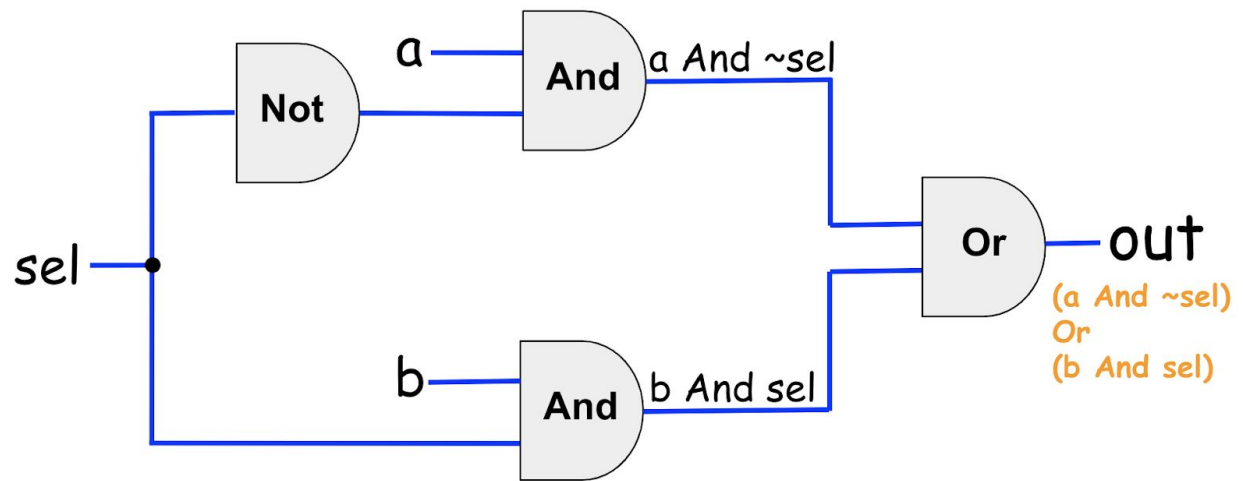 a
And
a And ~sel
Not
sel
Or
out
(a And ~sel)
Or
(b And sel)
b
And
b And sel